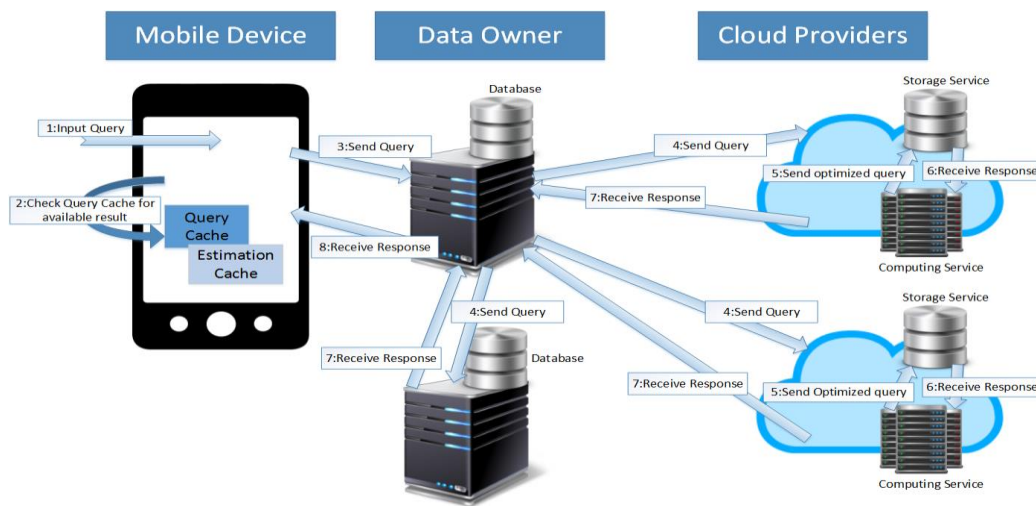 Mobile Device
Data Owner
Cloud Providers
Database
Storage Service
1:Input Query
3:Send Query
4:Send Query
5:Send optimized query
6:Receive Response
7:Receive Response
2:Check Query Cache for
available result
Query
Cache
Estimation
Cache
8:Receive Response
Computing Service
Storage Service
4:Send Query
4:Send Query
7:Receive Response
Database
7:Receive Response
5:Send Optimized query
6:Receive Response
Computing Service